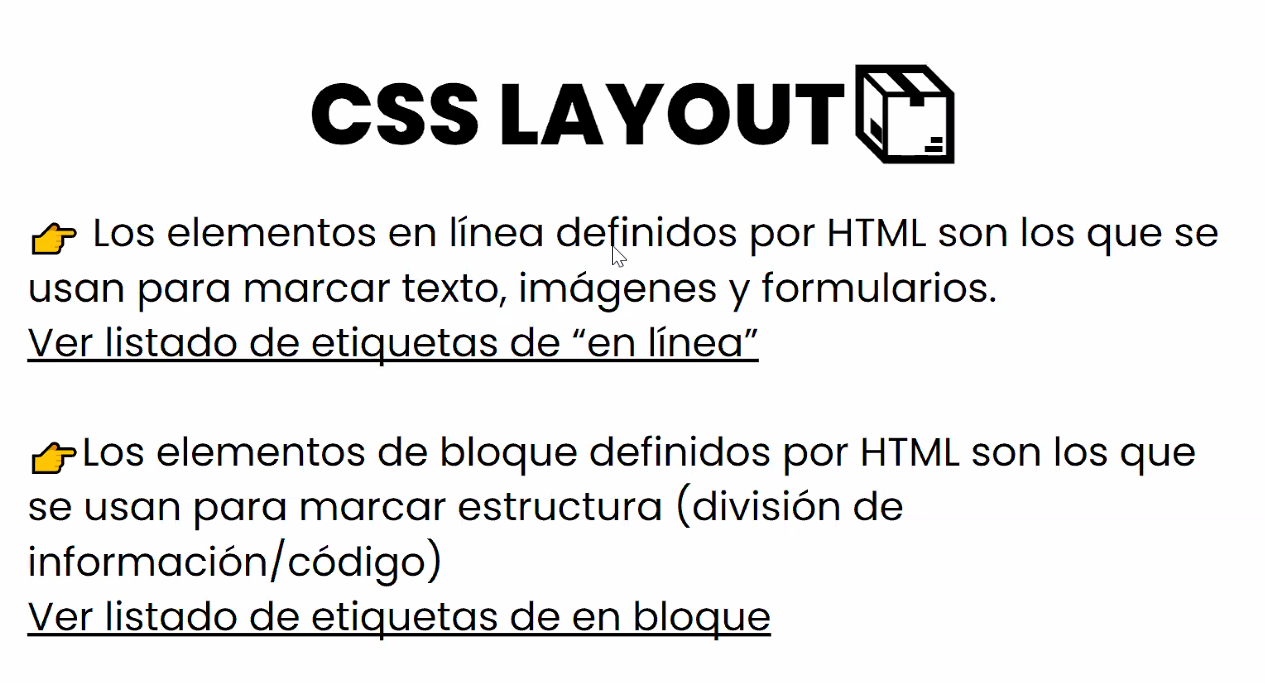 CSS LAYOUT
👉 Los elementos en línea definidos por HTML son los que se
usan para marcar texto, imágenes y formularios.
Ver listado de etiquetas de “en línea”
👉Los elementos de bloque definidos por HTML son los que
se usan para marcar estructura (división de
información/código)
Ver listado de etiquetas de en bloque